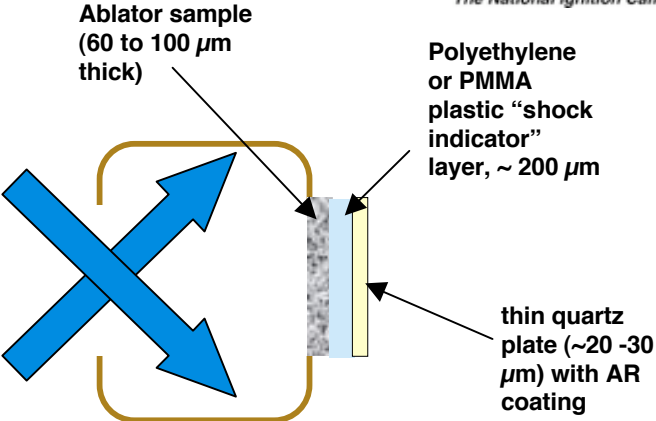 The National Ignition Cam
Ablator sample
(60 to 100 µm
thick)
Polyethylene
or PMMA
plastic “shock
indicator”
layer, ~ 200 µm
thin quartz
plate (~20 -30
µm) with AR
coating